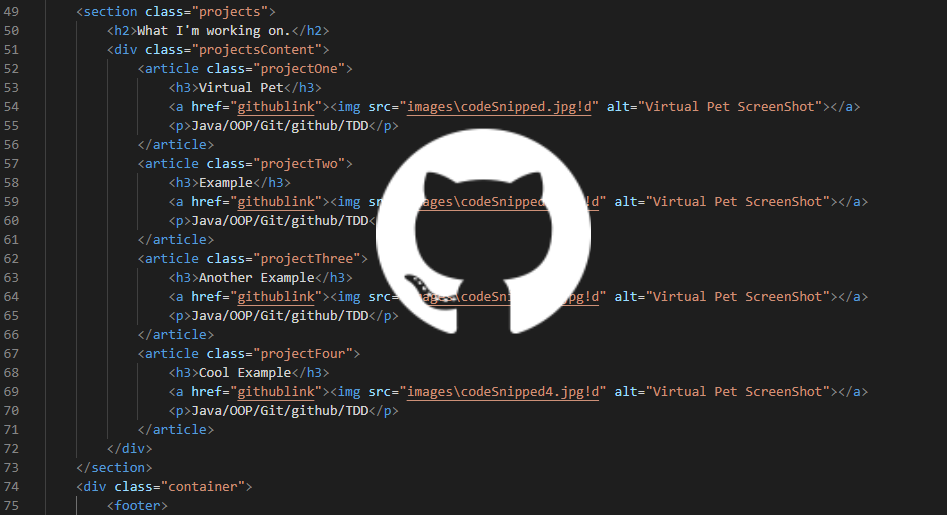 49 <section class="projects">
50 <h2>What I'm working on.</h2>
51 <div class="projectsContent">
52 <article class="projectOne">
53 <h3>Virtual Pet</h3>
54 <a href="githublink"><img src="images\codeSnipped.jpg!d" alt="Virtual Pet ScreenShot"></a>
55 <p>Java/OOP/Git/github/TDD</p>
56 </article>
57 <article class="projectTwo">
58 <h3>Example</h3>
59 <a href="githublink"><img sr ages\codeSnipped !d" alt="Virtual Pet ScreenShot"></a>
60 <p>Java/OOP/Git/github/TDD<
61 </article>
62 <article class="projectThree">
63 <h3>Another Example</h3>
64 <a href="githublink"><img src= ages\codeSni pg!d" alt="Virtual Pet ScreenShot"></a>
65 <p>Java/OOP/Git/github/TDD</p>
66 </article>
67 <article class="projectFour">
68 <h3>Cool Example</h3>
69 <a href="githublink"><img src="images\codeSnipped4.jpg!d" alt="Virtual Pet ScreenShot"></a>
70 <p>Java/OOP/Git/github/TDD</p>
71 </article>
72 </div>
73 </section>
74 <div class="container">
75 <footer>